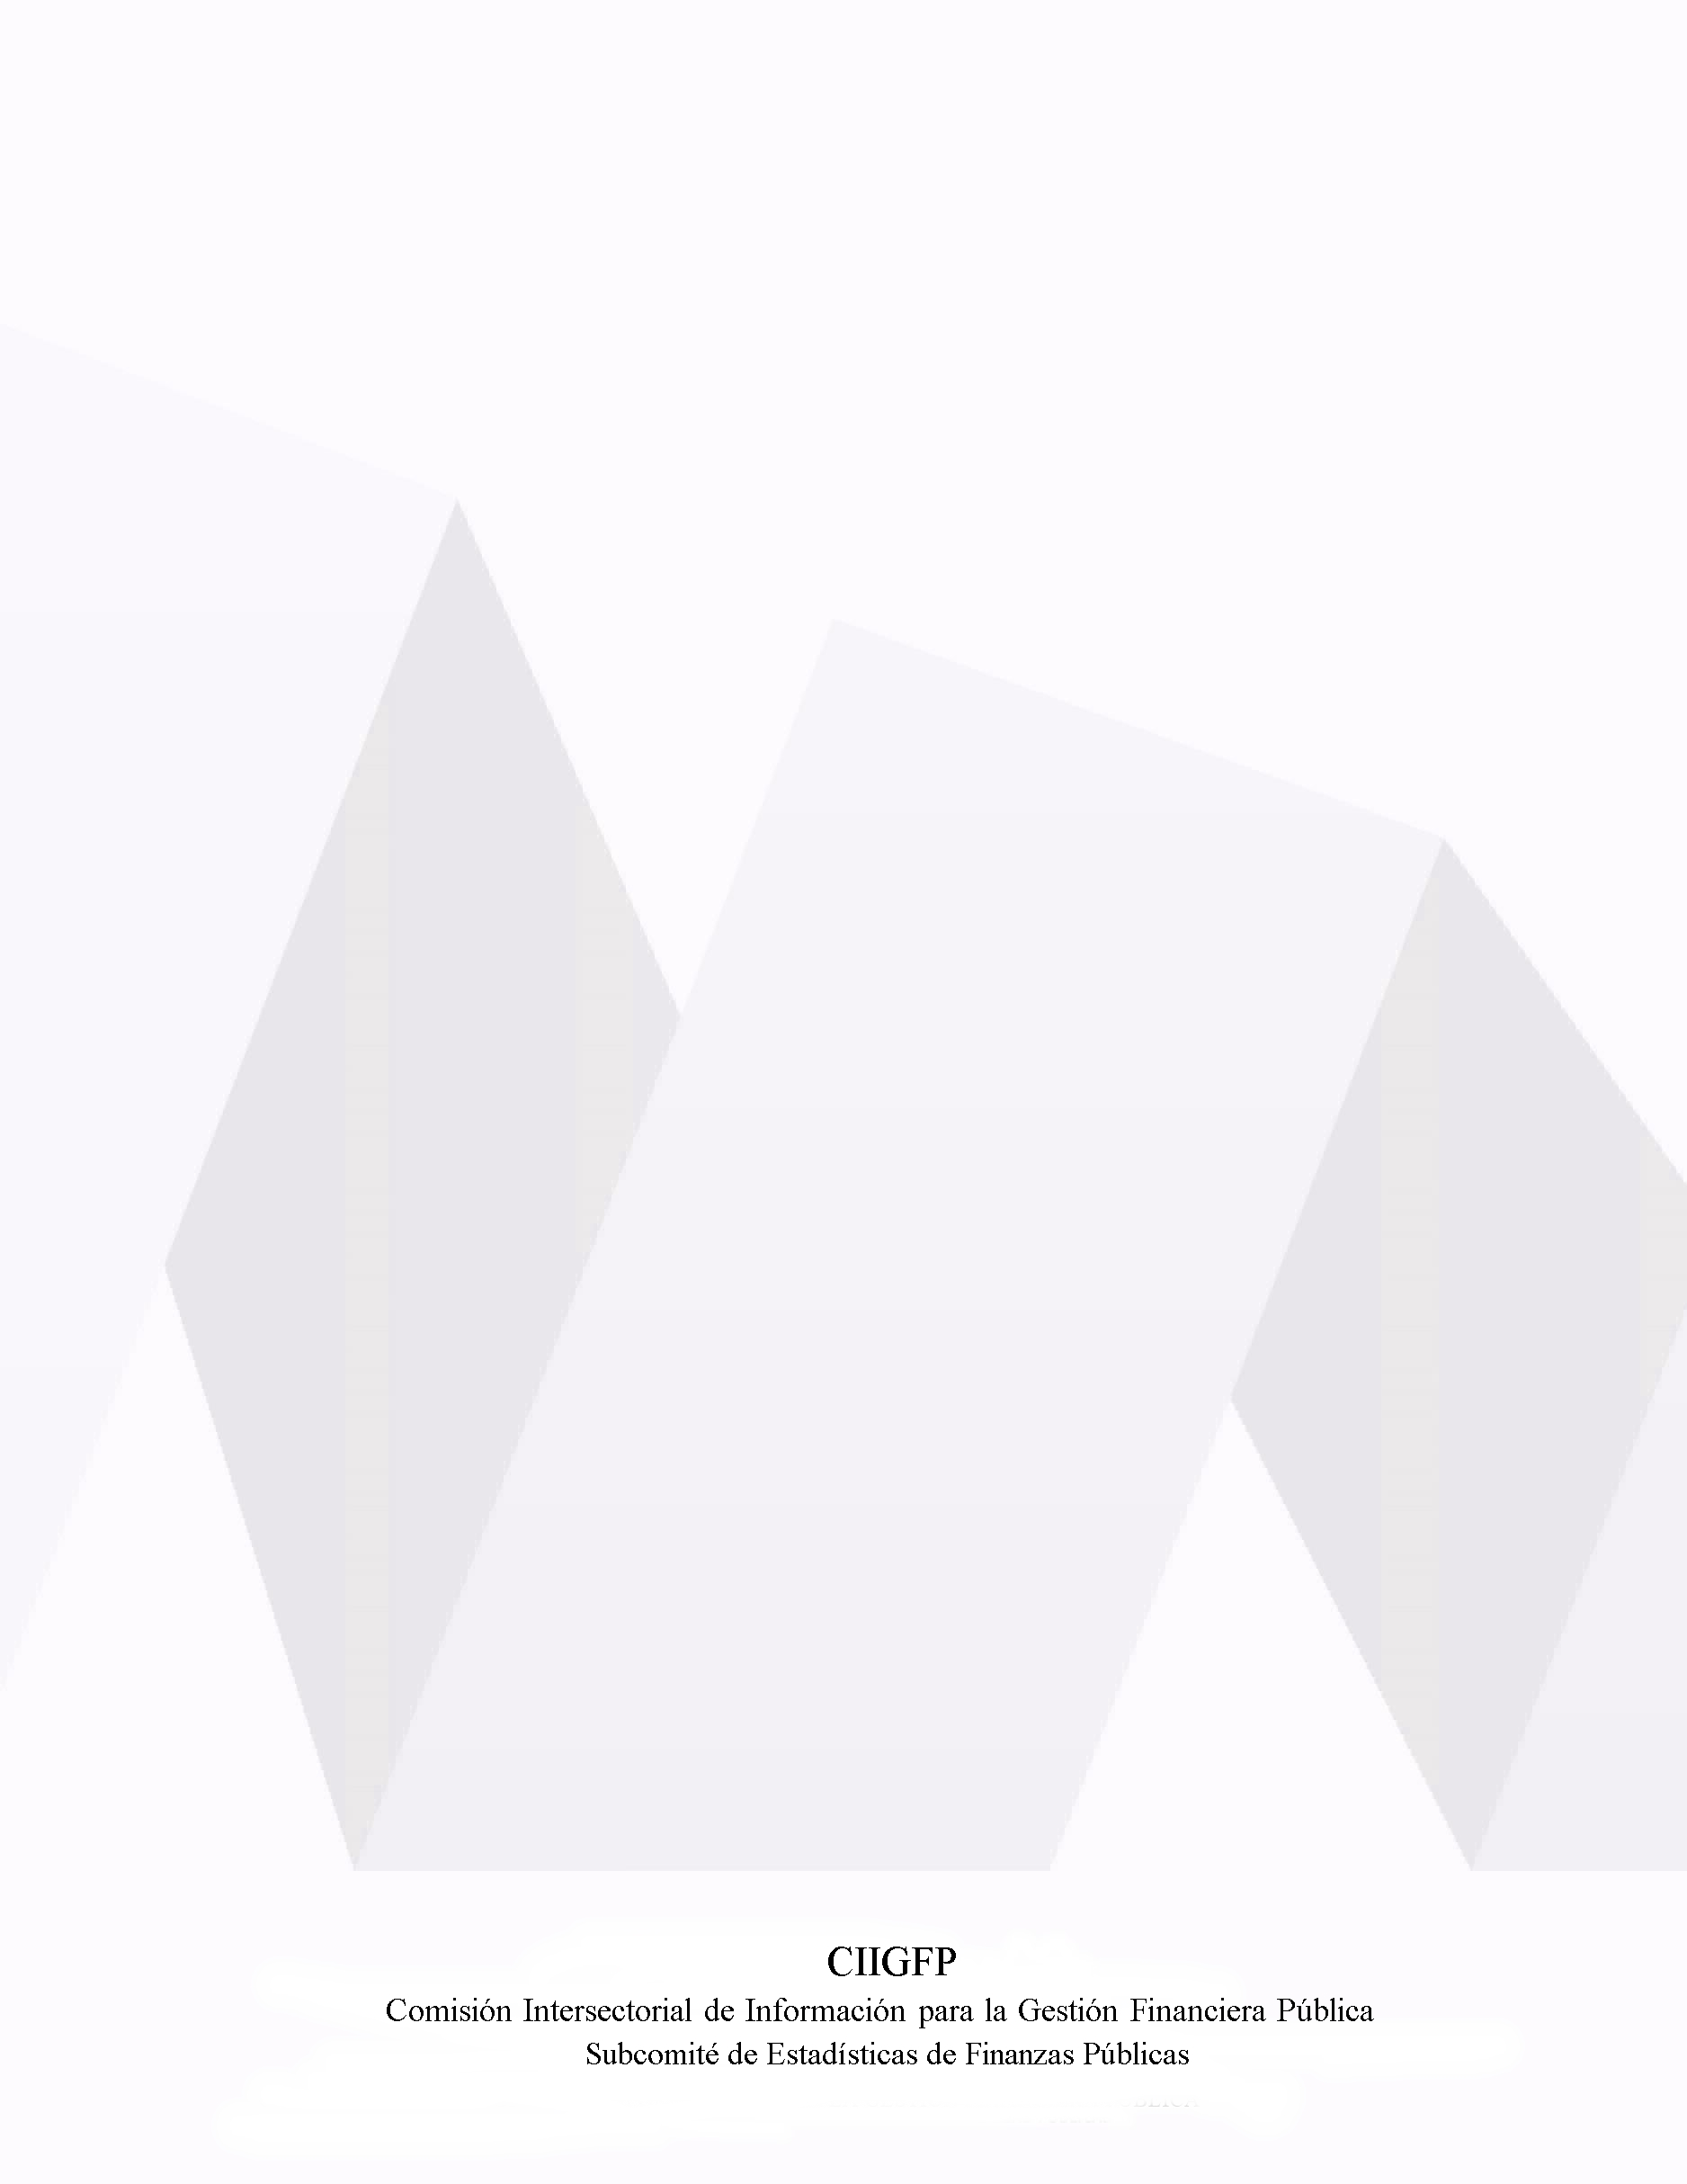 CIIGFP
Comisión Intersectorial de Información para la Gestión Financiera Pública
Subcomité de Estadísticas de Finanzas Públicas